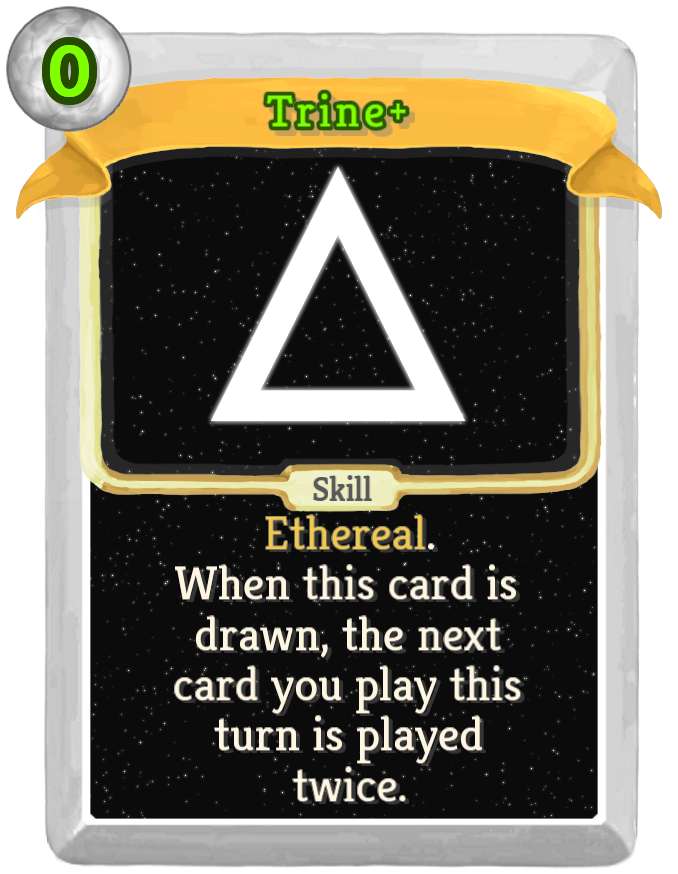 0
Trine+
Skill
Ethereal.
When this card is
drawn, the next
card you play this
turn is played
twice.